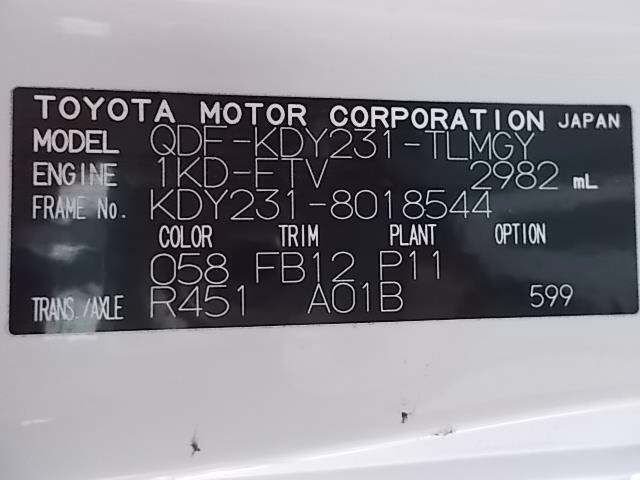 TOYOTA MOTOR CORPORATION JAPAN
MODEL QDF-KDY231-TLMGY
ENGINE 1KD-FTV 2982 mL
FRAME No. KDY231-8018544
COLOR TRIM PLANT OPTION
058 FB12 P11
TRANS./AXLE R451 A01B 599